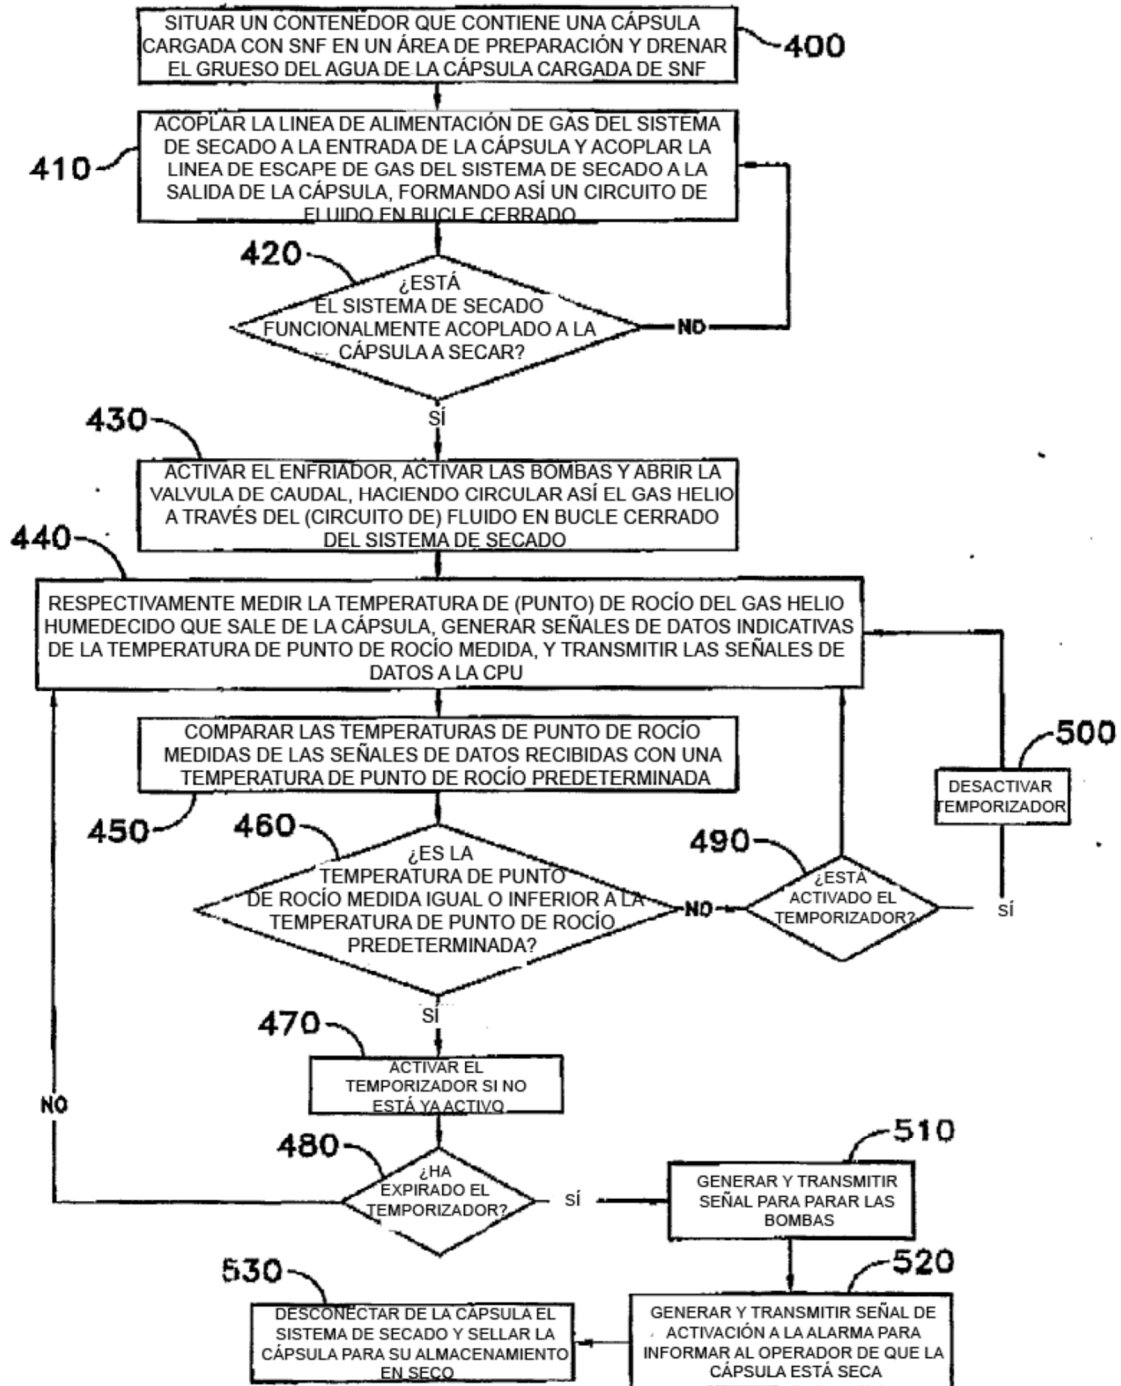 SITUAR UN CONTENEDOR QUE CONTIENE UNA CÁPSULA
CARGADA CON SNF EN UN ÁREA DE PREPARACIÓN Y DRENAR
EL GRUESO DEL AGUA DE LA CÁPSULA CARGADA DE SNF
400
ACOPLAR LA LINEA DE ALIMENTACIÓN DE GAS DEL SISTEMA
DE SECADO A LA ENTRADA DE LA CÁPSULA Y ACOPLAR LA
LINEA DE ESCAPE DE GAS DEL SISTEMA DE SECADO A LA
SALIDA DE LA CÁPSULA, FORMANDO ASÍ UN CIRCUITO DE
FLUIDO EN BUCLE CERRADO
410
420
¿ESTÁ
EL SISTEMA DE SECADO
FUNCIONALMENTE ACOPLADO A LA
CÁPSULA A SECAR?
NO
SÍ
430
ACTIVAR EL ENFRIADOR, ACTIVAR LAS BOMBAS Y ABRIR LA
VALVULA DE CAUDAL, HACIENDO CIRCULAR ASÍ EL GAS HELIO
A TRAVÉS DEL (CIRCUITO DE) FLUIDO EN BUCLE CERRADO
DEL SISTEMA DE SECADO
440
RESPECTIVAMENTE MEDIR LA TEMPERATURA DE (PUNTO) DE ROCÍO DEL GAS HELIO
HUMEDECIDO QUE SALE DE LA CÁPSULA, GENERAR SEÑALES DE DATOS INDICATIVAS
DE LA TEMPERATURA DE PUNTO DE ROCÍO MEDIDA, Y TRANSMITIR LAS SEÑALES DE
DATOS A LA CPU
COMPARAR LAS TEMPERATURAS DE PUNTO DE ROCÍO
MEDIDAS DE LAS SEÑALES DE DATOS RECIBIDAS CON UNA
TEMPERATURA DE PUNTO DE ROCÍO PREDETERMINADA
450
500
DESACTIVAR
TEMPORIZADOR
460
¿ES LA
TEMPERATURA DE PUNTO
DE ROCÍO MEDIDA IGUAL O INFERIOR A LA
TEMPERATURA DE PUNTO DE ROCÍO
PREDETERMINADA?
NO
490
¿ESTÁ
ACTIVADO EL
TEMPORIZADOR?
SÍ
SÍ
470
ACTIVAR EL
TEMPORIZADOR SI NO
ESTÁ YA ACTIVO
NO
480
¿HA
EXPIRADO EL
TEMPORIZADOR?
SÍ
510
GENERAR Y TRANSMITIR
SEÑAL PARA PARAR LAS
BOMBAS
520
GENERAR Y TRANSMITIR SEÑAL DE
ACTIVACIÓN A LA ALARMA PARA
INFORMAR AL OPERADOR DE QUE LA
CÁPSULA ESTÁ SECA
530
DESCONECTAR DE LA CÁPSULA EL
SISTEMA DE SECADO Y SELLAR LA
CÁPSULA PARA SU ALMACENAMIENTO
EN SECO